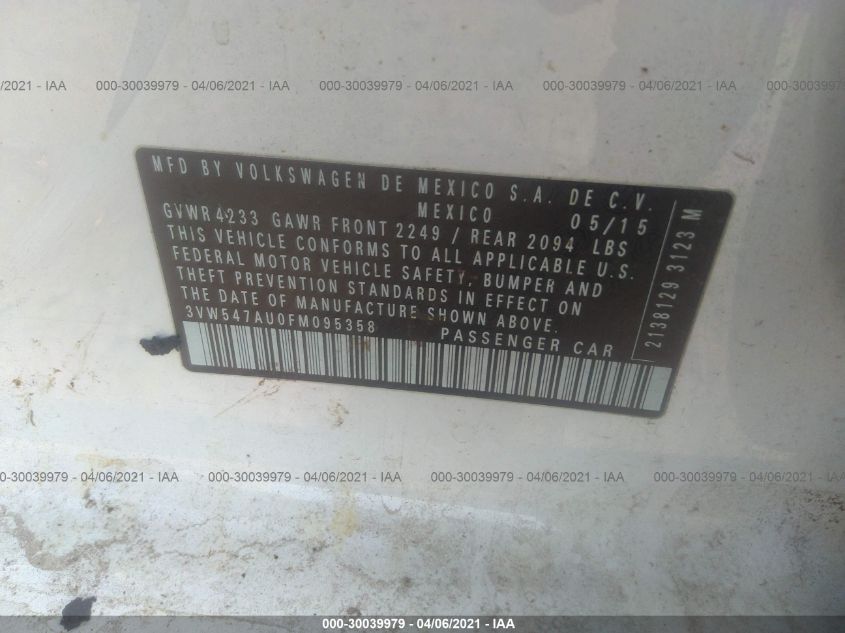 /2021 - IAA 000-30039979 - 04/06/2021 - IAA 000-30039979 - 04/06/2021 - IAA 000-30039979 - 04/06/2021 - IAA 000-300
MFD BY VOLKSWAGEN DE MEXICO S.A. DE C.V.
MEXICO 05/15
GVWR 4233 GAWR FRONT 2249 / REAR 2094 LBS
THIS VEHICLE CONFORMS TO ALL APPLICABLE U.S.
FEDERAL MOTOR VEHICLE SAFETY, BUMPER AND
THEFT PREVENTION STANDARDS IN EFFECT ON
THE DATE OF MANUFACTURE SHOWN ABOVE.
3VW547AU0FM095358 PASSENGER CAR
2138129 3123 M
000-30039979 - 04/06/2021 - IAA 000-30039979 - 04/06/2021 - IAA 000-30039979 - 04/06/2021 - IAA 000-30039979 - 04/06/2021 - IAA
000-30039979 - 04/06/2021 - IAA